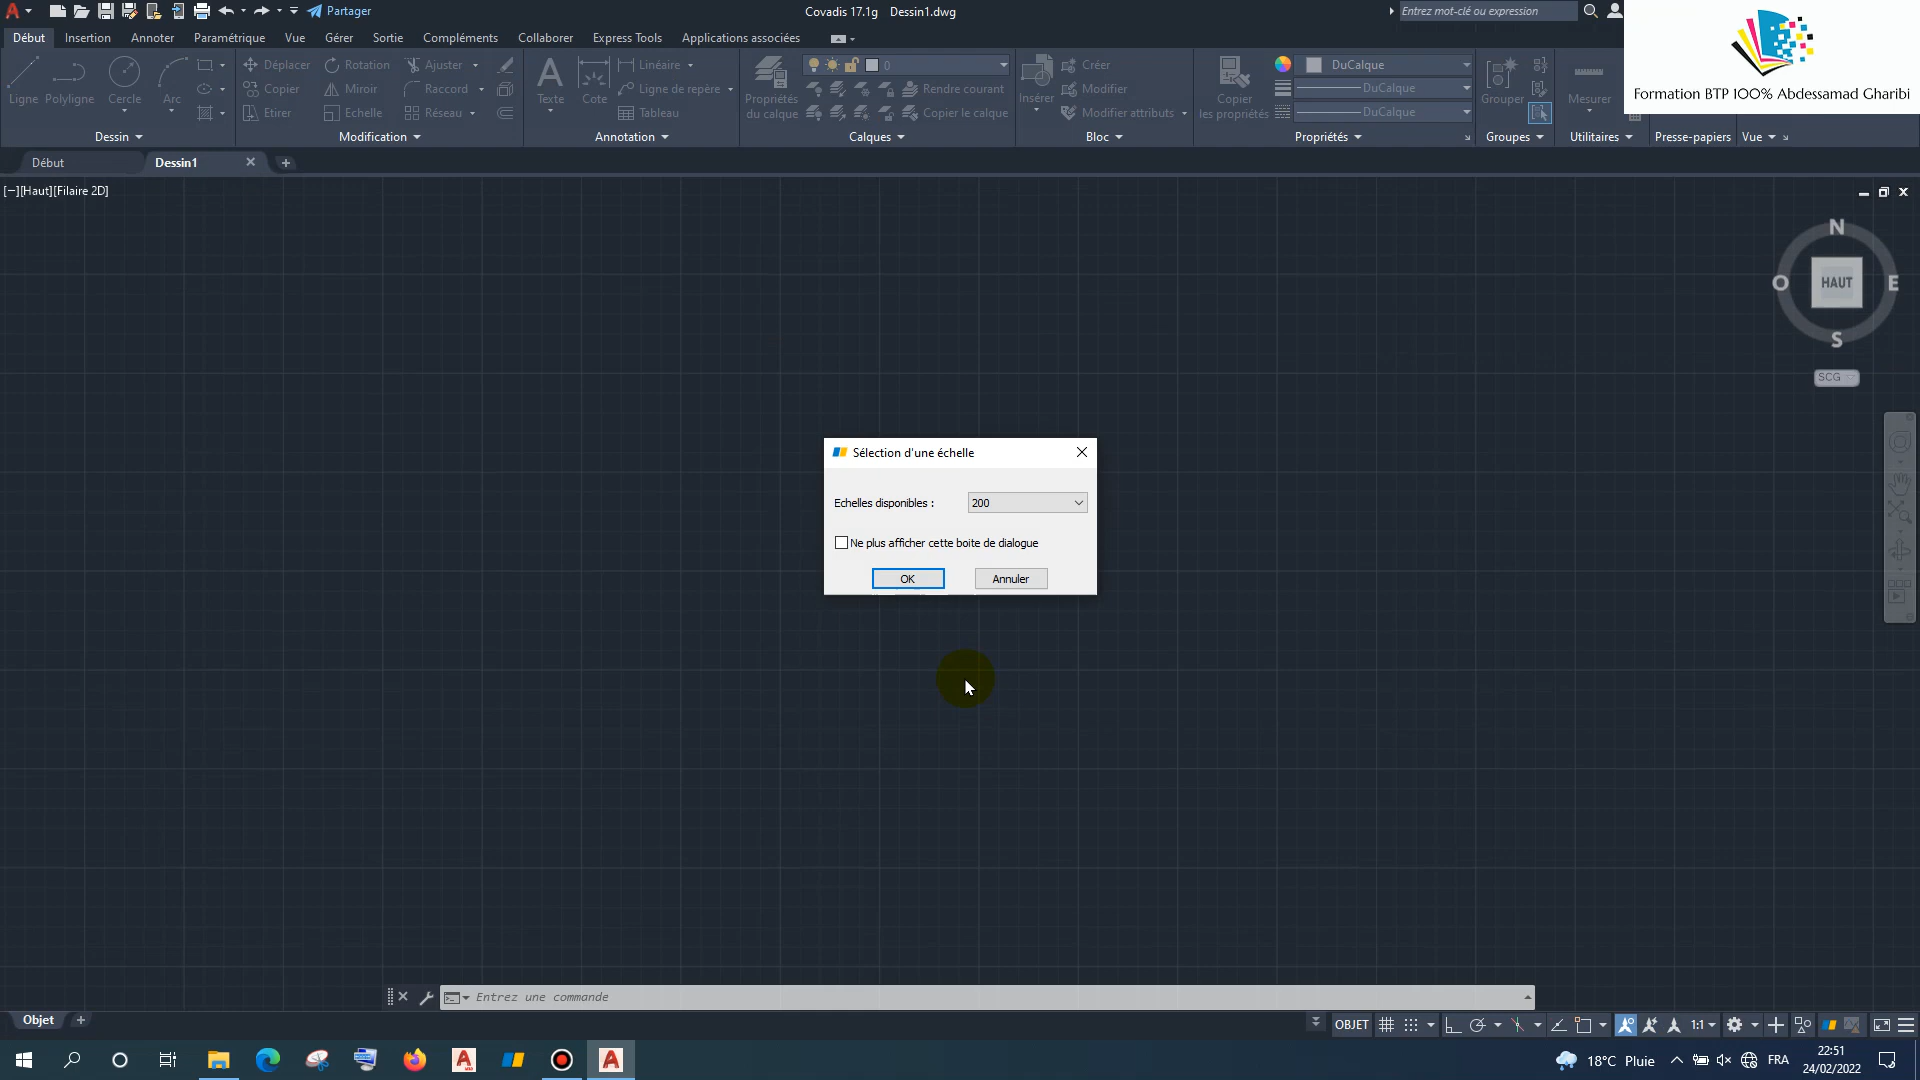 Partager
Covadis 17.1g Dessin1.dwg
Entrez mot-clé ou expression
Début Insertion Annoter Paramétrique Vue Gérer Sortie Compléments Collaborer Express Tools Applications associées
Déplacer Rotation Ajuster
Copier Miroir Raccord
Etirer Echelle Réseau
Ligne Polyligne Cercle Arc
Texte Cote
Linéaire
Ligne de repère
Tableau
Propriétés du calque
0
Rendre courant
Copier le calque
Insérer
Créer
Modifier
Modifier attributs
Copier les propriétés
DuCalque
DuCalque
DuCalque
Grouper
Mesurer
Formation BTP 100% Abdessamad Gharibi
Dessin Modification Annotation Calques Bloc Propriétés Groupes Utilitaires Presse-papiers Vue
Début Dessin1
[−][Haut][Filaire 2D]
N
O HAUT E
S
SCG
Sélection d'une échelle
Echelles disponibles : 200
Ne plus afficher cette boite de dialogue
OK Annuler
Entrez une commande
Objet
OBJET 1:1
18°C Pluie FRA
22:51
24/02/2022